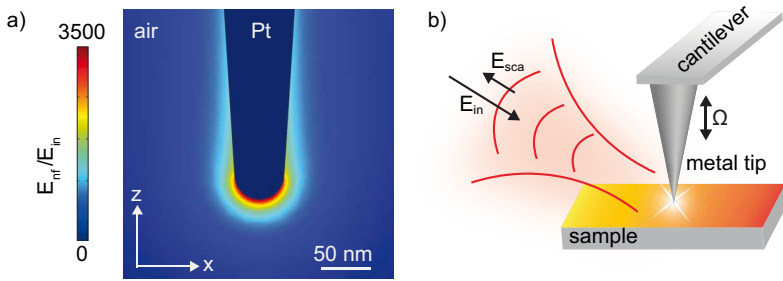 a)
3500
E_nf /E_in
0
air
Pt
z
x
50 nm
b)
E_sca
E_in
cantilever
Ω
metal tip
sample